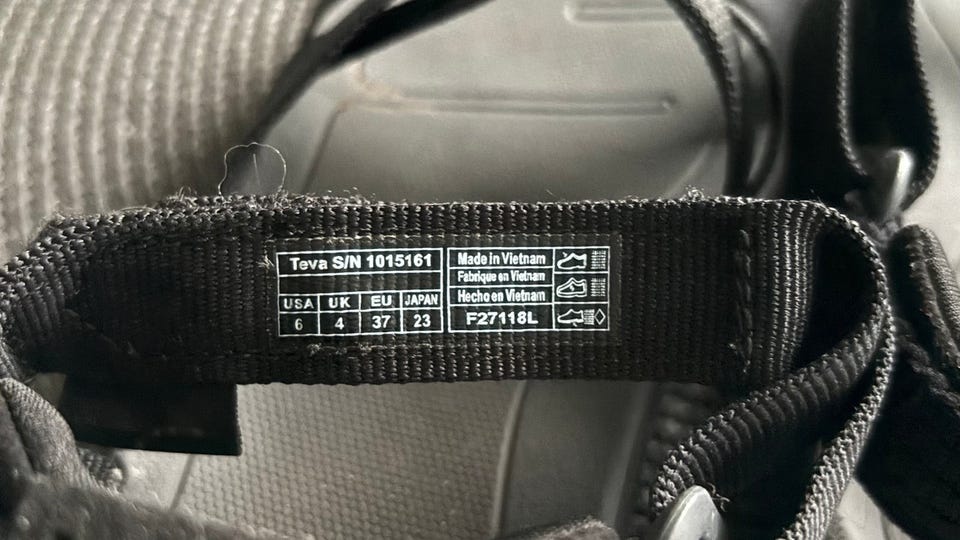 Teva S/N 1015161
USA UK EU JAPAN
6 4 37 23
Made in Vietnam
Fabrique en Vietnam
Hecho en Vietnam
F27118L